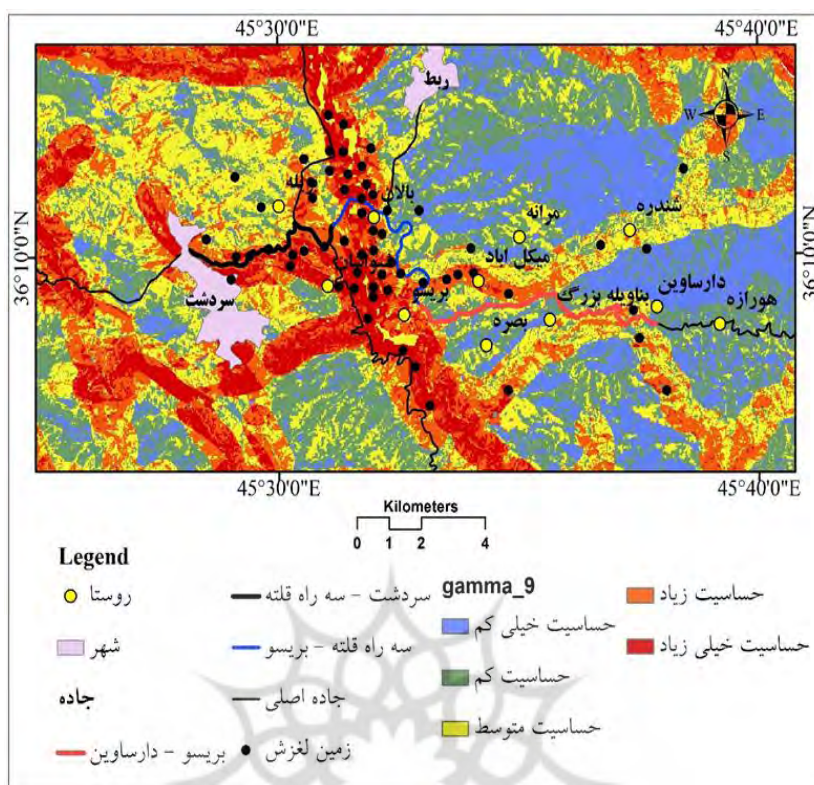 45°30'0"E 45°40'0"E
ربط
N
W E
S
پله
بالان
مرانه
شندره
میکل اباد
36°10'0"N 36°10'0"N
سردشت
بریسو
بناویله بزرگ
دارساوین
هورازه
بصره
45°30'0"E 45°40'0"E
Kilometers
0 1 2 4
Legend
روستا
شهر
جاده
بریسو - دارساوین
سردشت - سه راه قلته
سه راه قلته - بریسو
جاده اصلی
زمین لغزش
gamma_9
حساسیت خیلی کم
حساسیت کم
حساسیت متوسط
حساسیت زیاد
حساسیت خیلی زیاد